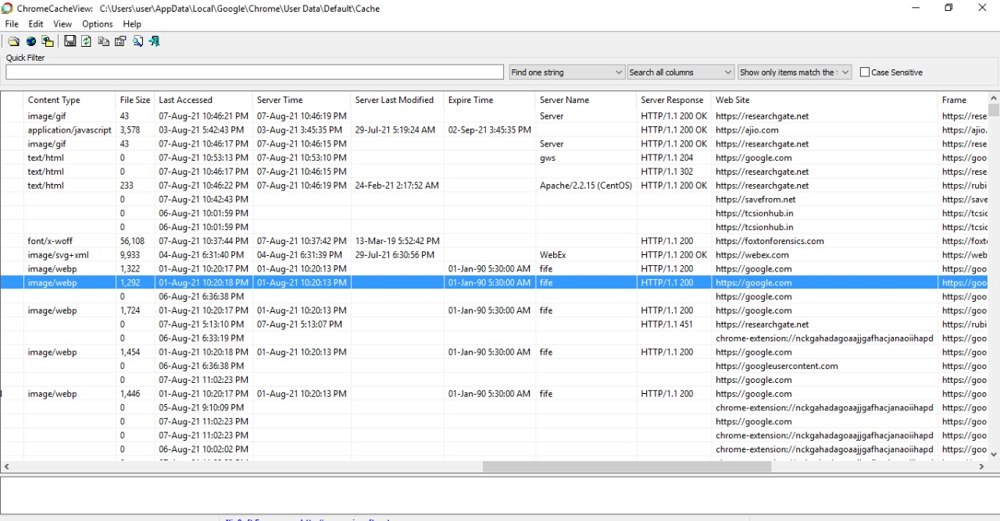 ChromeCacheView: C:\Users\user\AppData\Local\Google\Chrome\User Data\Default\Cache
File Edit View Options Help
Quick Filter
Find one string Search all columns Show only items match the Case Sensitive
Content Type File Size Last Accessed Server Time Server Last Modified Expire Time Server Name Server Response Web Site Frame
image/gif 43 07-Aug-21 10:46:21 PM 07-Aug-21 10:46:19 PM Server HTTP/1.1 200 OK https://researchgate.net https://rese
application/javascript 3,578 03-Aug-21 5:42:43 PM 03-Aug-21 3:45:35 PM 29-Jul-21 5:19:24 AM 02-Sep-21 3:45:35 PM HTTP/1.1 200 OK https://ajio.com https://ajio.
image/gif 43 07-Aug-21 10:46:17 PM 07-Aug-21 10:46:15 PM Server HTTP/1.1 200 OK https://researchgate.net https://rese
text/html 0 07-Aug-21 10:53:13 PM 07-Aug-21 10:53:10 PM gws HTTP/1.1 204 https://google.com https://goo
text/html 0 07-Aug-21 10:46:17 PM 07-Aug-21 10:46:15 PM HTTP/1.1 302 https://researchgate.net https://rese
text/html 233 07-Aug-21 10:46:22 PM 07-Aug-21 10:46:19 PM 24-Feb-21 2:17:52 AM Apache/2.2.15 (CentOS) HTTP/1.1 200 OK https://researchgate.net https://rubi
0 07-Aug-21 10:42:43 PM https://savefrom.net https://save
0 06-Aug-21 10:01:59 PM https://tcsionhub.in https://tcsi
0 06-Aug-21 10:01:59 PM https://tcsionhub.in https://tcsi
font/x-woff 56,108 07-Aug-21 10:37:44 PM 07-Aug-21 10:37:42 PM 13-Mar-19 5:52:42 PM HTTP/1.1 200 https://foxtonforensics.com https://foxt
image/svg+xml 9,933 04-Aug-21 6:31:40 PM 04-Aug-21 6:31:39 PM 29-Jul-21 6:30:56 PM WebEx HTTP/1.1 200 OK https://webex.com https://web
image/webp 1,322 01-Aug-21 10:20:17 PM 01-Aug-21 10:20:13 PM 01-Jan-90 5:30:00 AM fife HTTP/1.1 200 https://google.com https://goo
image/webp 1,292 01-Aug-21 10:20:18 PM 01-Aug-21 10:20:13 PM 01-Jan-90 5:30:00 AM fife HTTP/1.1 200 https://google.com https://goo
0 06-Aug-21 6:36:38 PM https://google.com https://goo
image/webp 1,724 01-Aug-21 10:20:17 PM 01-Aug-21 10:20:13 PM 01-Jan-90 5:30:00 AM fife HTTP/1.1 200 https://google.com https://goo
0 07-Aug-21 5:13:10 PM 07-Aug-21 5:13:07 PM HTTP/1.1 451 https://researchgate.net https://rubi
0 06-Aug-21 6:33:19 PM chrome-extension://nckgahadagoaajjgafhacjanaoiihapd https://goo
image/webp 1,454 01-Aug-21 10:20:18 PM 01-Aug-21 10:20:13 PM 01-Jan-90 5:30:00 AM fife HTTP/1.1 200 https://google.com https://goo
0 06-Aug-21 6:36:38 PM https://googleusercontent.com https://goo
0 07-Aug-21 11:02:23 PM https://google.com https://goo
image/webp 1,446 01-Aug-21 10:20:17 PM 01-Aug-21 10:20:13 PM 01-Jan-90 5:30:00 AM fife HTTP/1.1 200 https://google.com https://goo
0 05-Aug-21 9:10:09 PM chrome-extension://nckgahadagoaajjgafhacjanaoiihapd https://goo
0 07-Aug-21 11:02:23 PM https://google.com https://goo
0 07-Aug-21 11:02:23 PM chrome-extension://nckgahadagoaajjgafhacjanaoiihapd https://goo
0 06-Aug-21 10:02:02 PM chrome-extension://nckgahadagoaajjgafhacjanaoiihapd https://goo